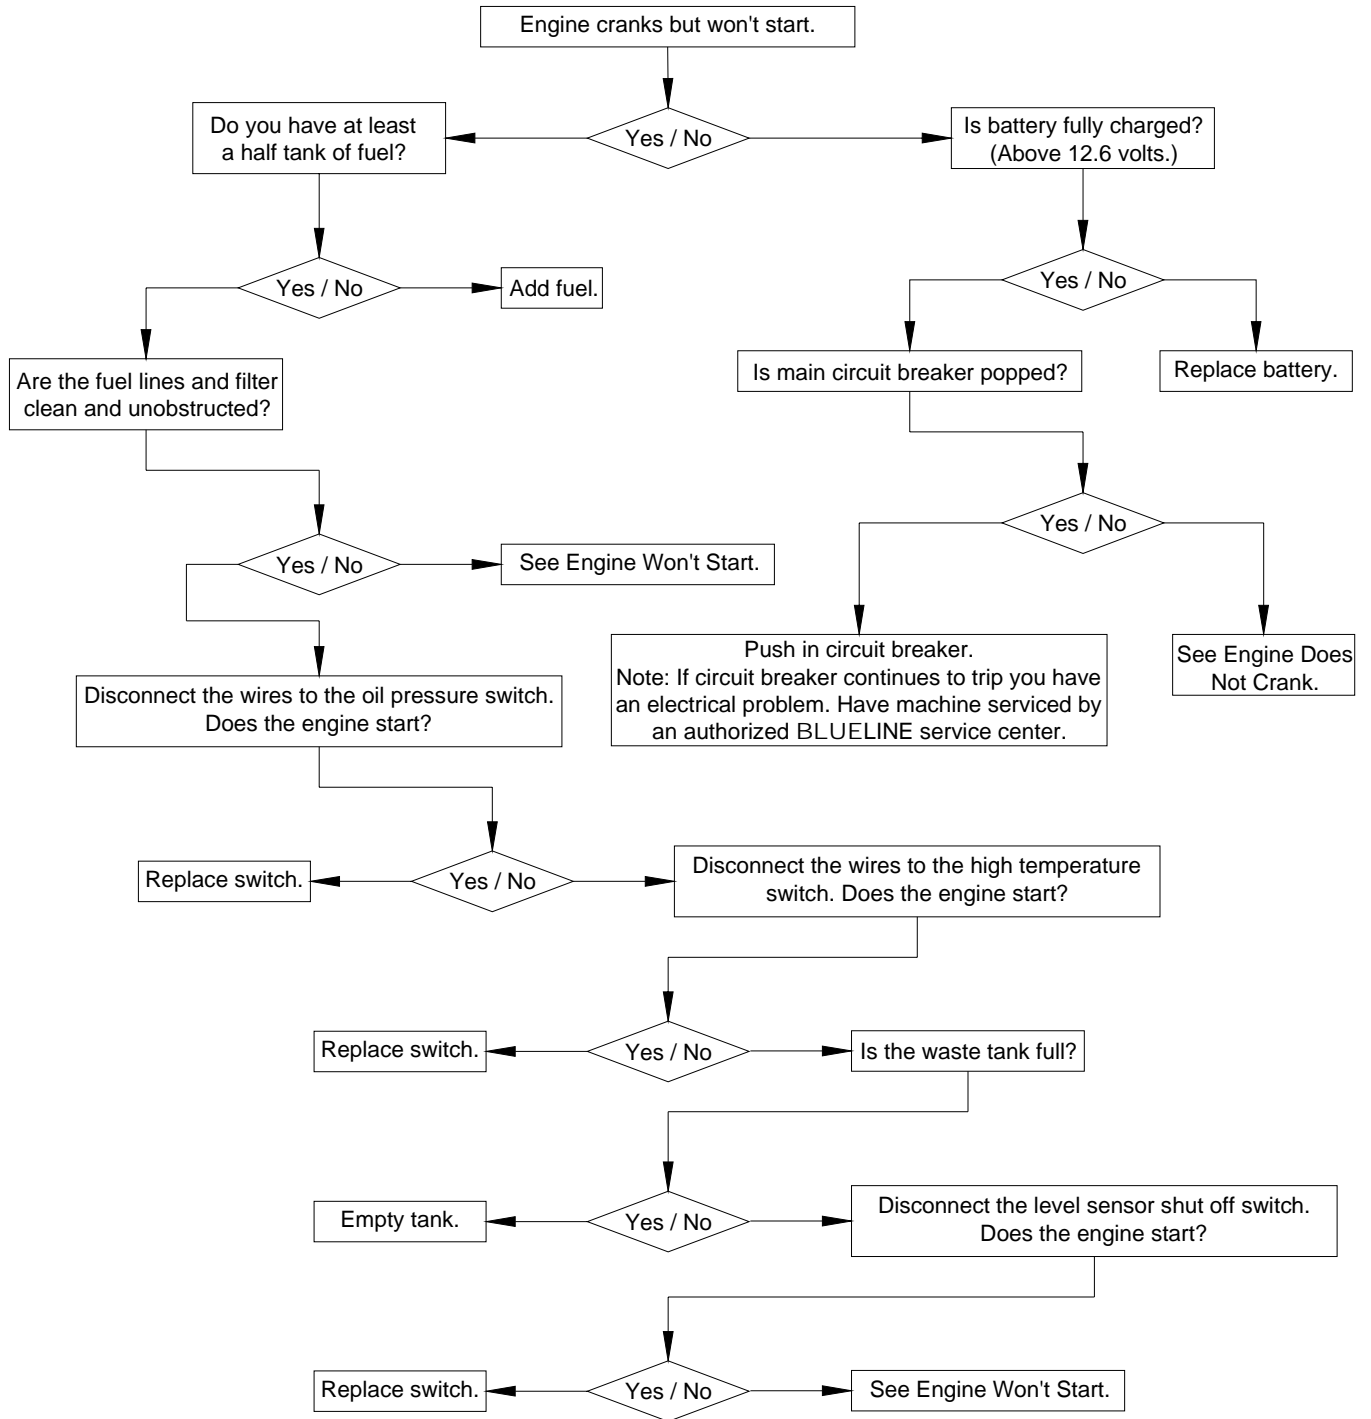 Engine cranks but won't start.
Do you have at least
a half tank of fuel?
Yes / No
Is battery fully charged?
(Above 12.6 volts.)
Yes / No
Add fuel.
Yes / No
Are the fuel lines and filter
clean and unobstructed?
Is main circuit breaker popped?
Replace battery.
Yes / No
Yes / No
See Engine Won't Start.
Push in circuit breaker.
Note: If circuit breaker continues to trip you have
an electrical problem. Have machine serviced by
an authorized BLUELINE service center.
See Engine Does
Not Crank.
Disconnect the wires to the oil pressure switch.
Does the engine start?
Replace switch.
Yes / No
Disconnect the wires to the high temperature
switch. Does the engine start?
Replace switch.
Yes / No
Is the waste tank full?
Empty tank.
Yes / No
Disconnect the level sensor shut off switch.
Does the engine start?
Replace switch.
Yes / No
See Engine Won't Start.